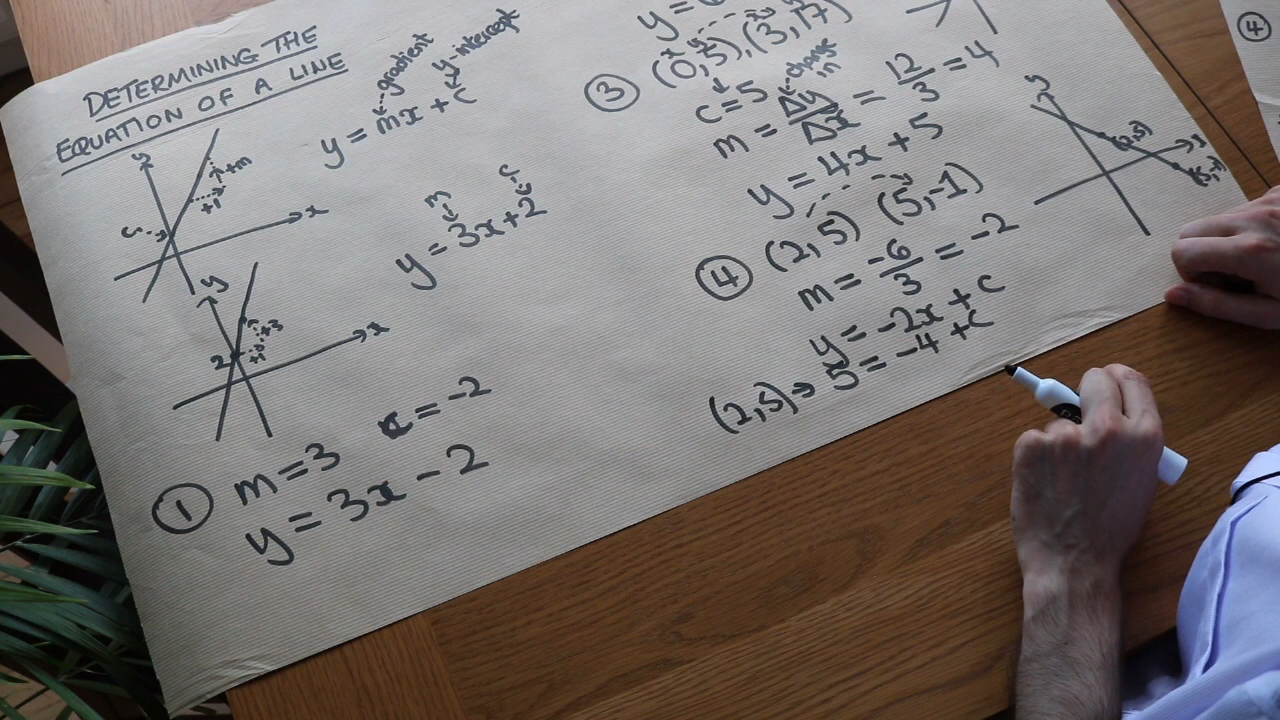 DETERMINING THE
EQUATION OF A LINE
y = mx + c
gradient
y-intercept
y
x
c
+1
+m
y = 3x + 2
m
c
y
x
2
+1
+3
① m = 3 c = -2
y = 3x - 2
y =
③ (0,5), (3,17)
x y x y
c = 5
m = Δy/Δx = 12/3 = 4
change in
y = 4x + 5
④ (2,5) (5,-1)
m = -6/3 = -2
y = -2x + c
(2,5) → 5 = -4 + c
y
x
(2,5)
(5,-1)
④